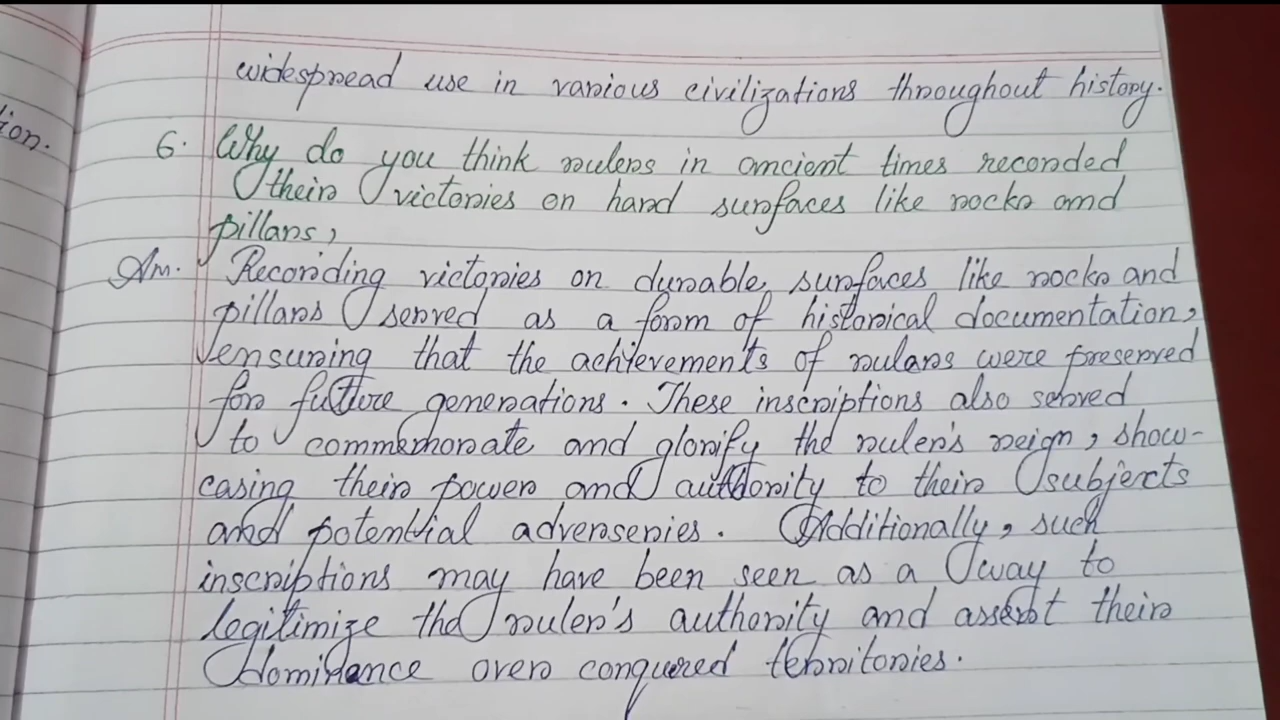 widespread use in various civilizations throughout history.
tion.
6. Why do you think rulers in ancient times recorded
their victories on hard surfaces like rocks and
pillars,
Ans. Recording victories on durable surfaces like rocks and
pillars served as a form of historical documentation,
ensuring that the achievements of rulars were preserved
for future generations. These inscriptions also served
to commemorate and glorify the ruler's reign, show-
casing their power and authority to their subjects
and potential adverseries. Additionally, such
inscriptions may have been seen as a way to
legitimize the ruler's authority and assert their
dominance over conqured territories.